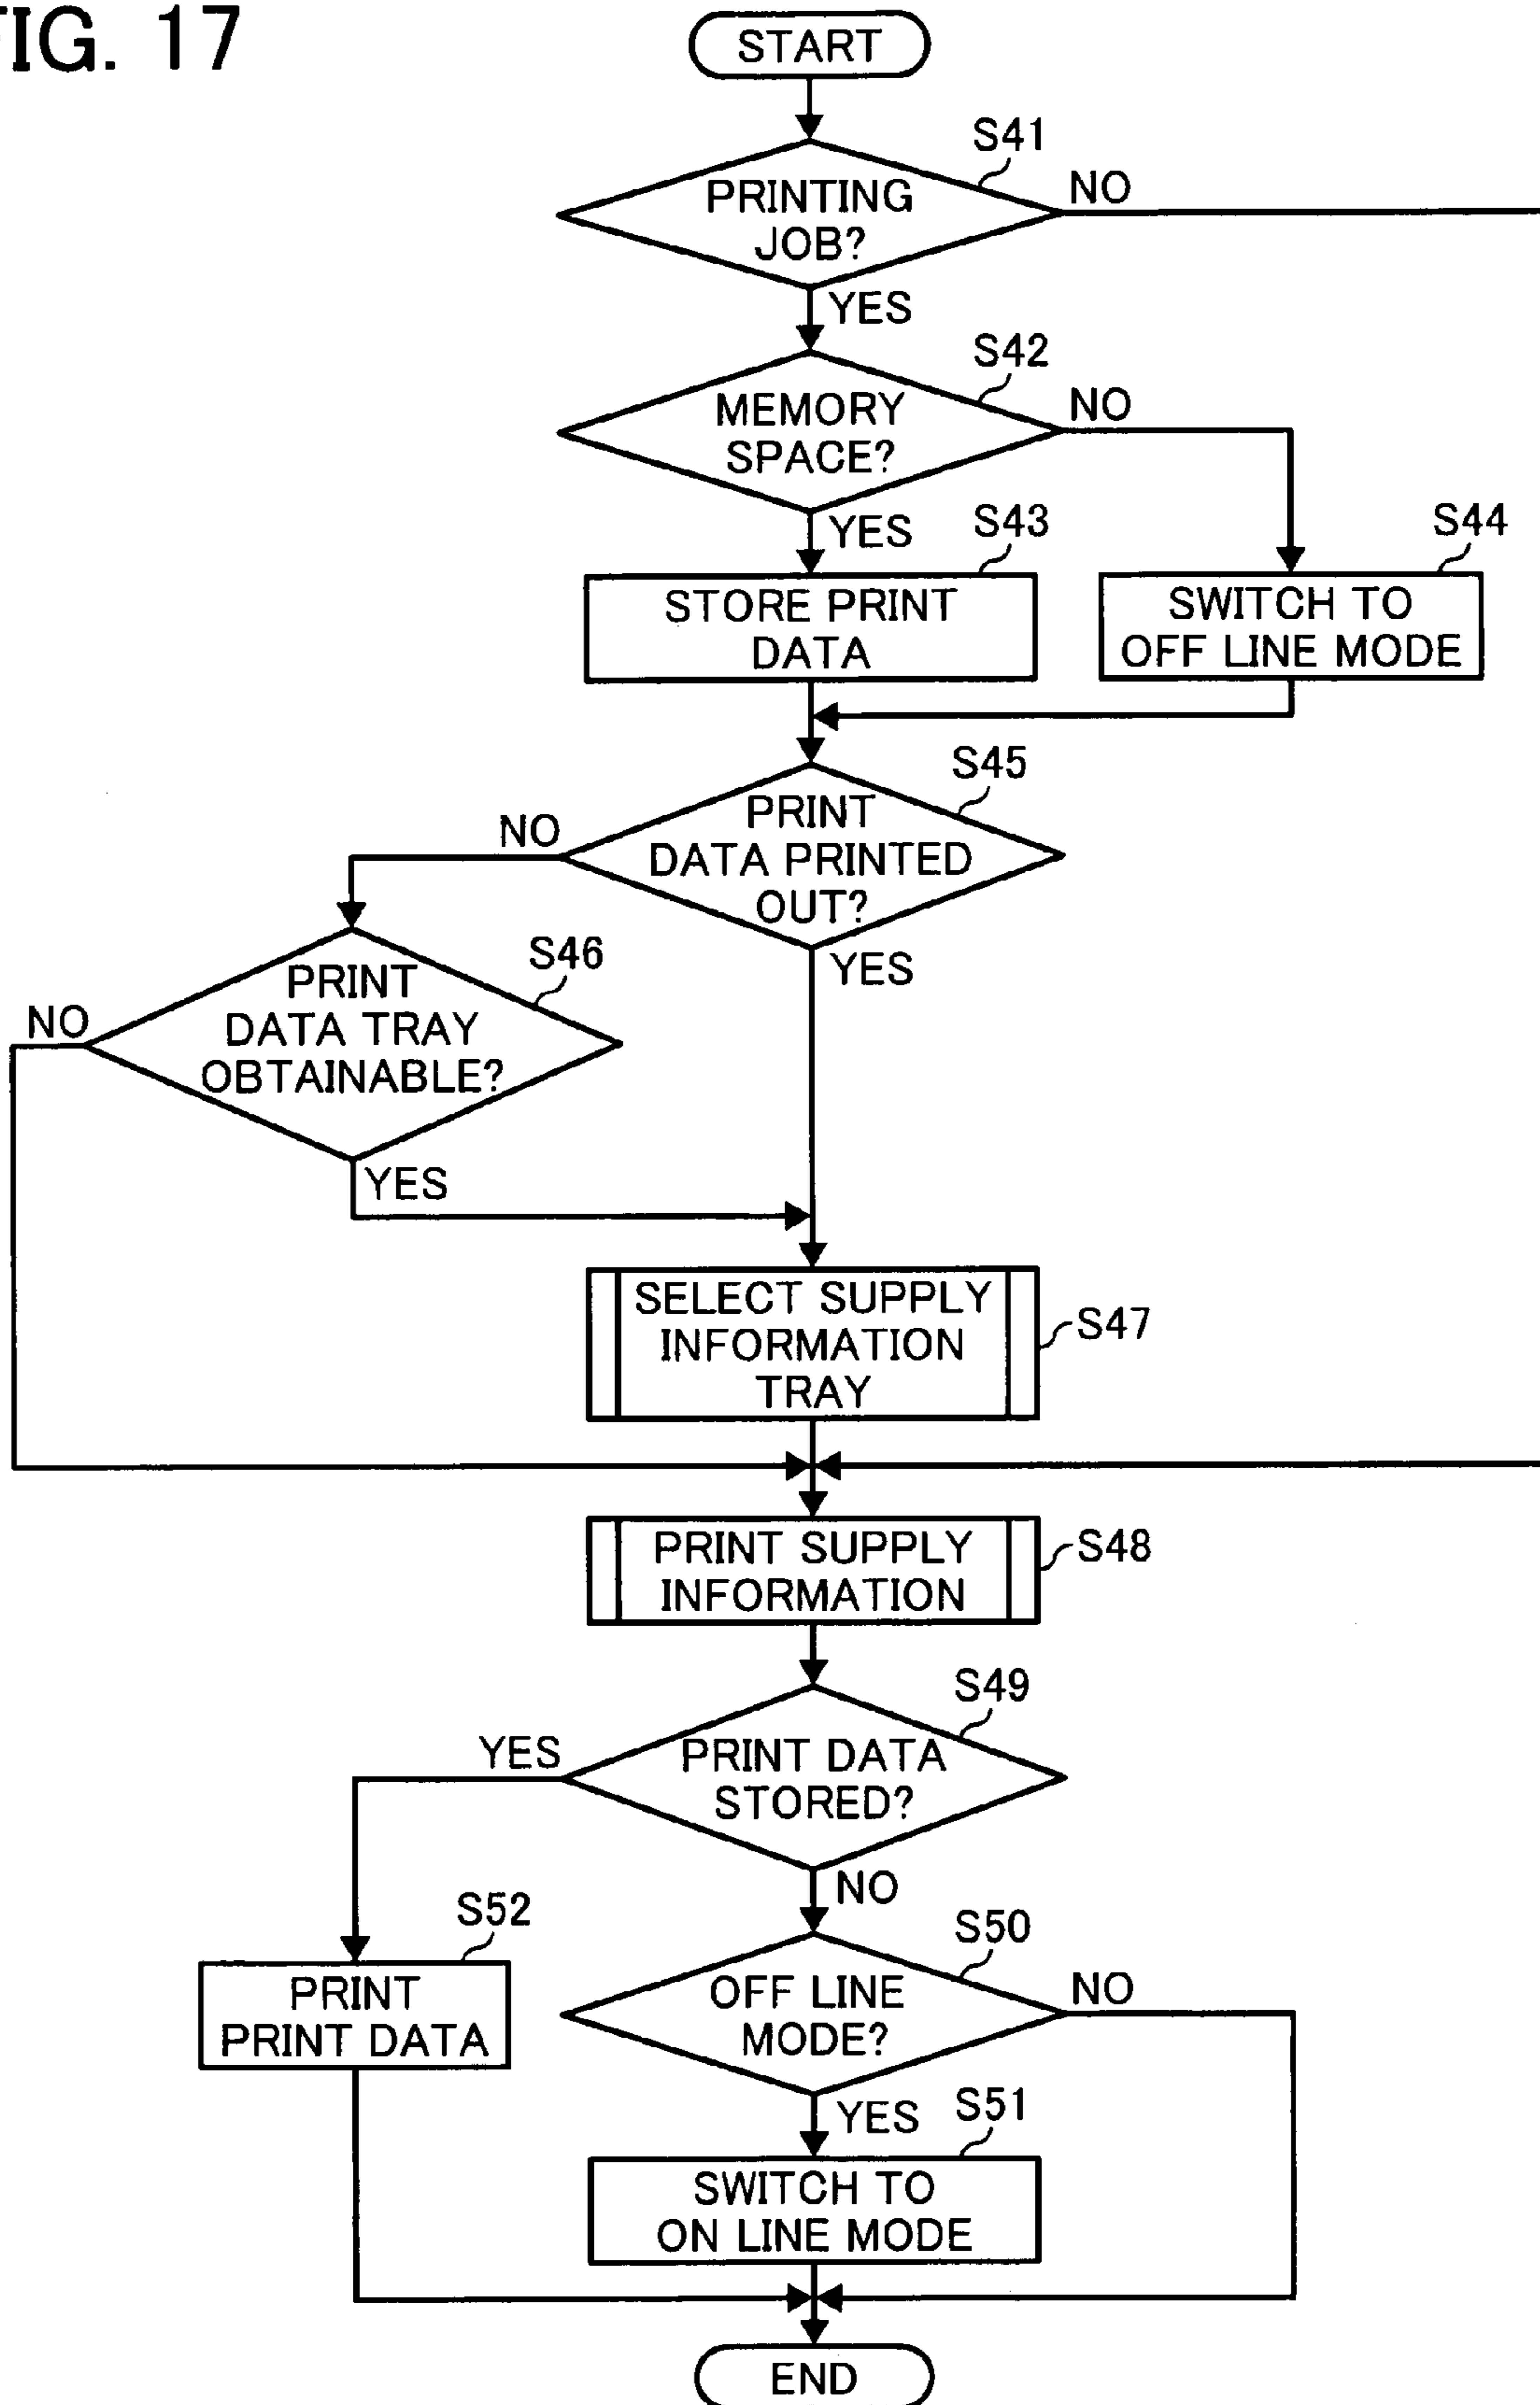 FIG. 17
START
S41
PRINTING
JOB?
NO
YES
S42
MEMORY
SPACE?
NO
YES
S43
STORE PRINT
DATA
S44
SWITCH TO
OFF LINE MODE
S45
PRINT
DATA PRINTED
OUT?
NO
YES
S46
PRINT
DATA TRAY
OBTAINABLE?
NO
YES
SELECT SUPPLY
INFORMATION
TRAY
S47
PRINT SUPPLY
INFORMATION
S48
S49
PRINT DATA
STORED?
YES
NO
S52
PRINT
PRINT DATA
S50
OFF LINE
MODE?
NO
YES
S51
SWITCH TO
ON LINE MODE
END